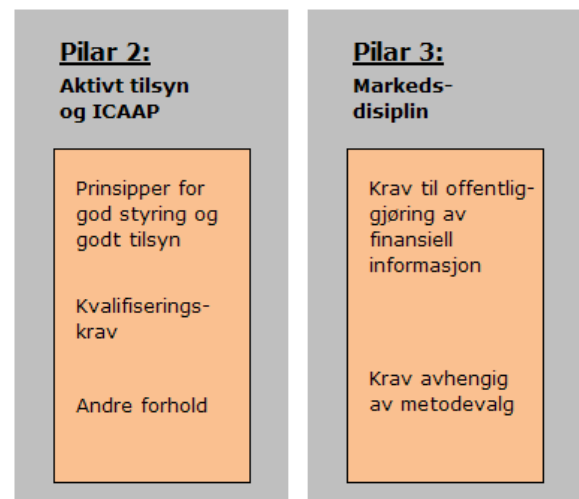 Pilar 2:
Aktivt tilsyn
og ICAAP
Prinsipper for
god styring og
godt tilsyn
Kvalifiserings-
krav
Andre forhold
Pilar 3:
Markeds-
disiplin
Krav til offentlig-
gjøring av
finansiell
informasjon
Krav avhengig
av metodevalg